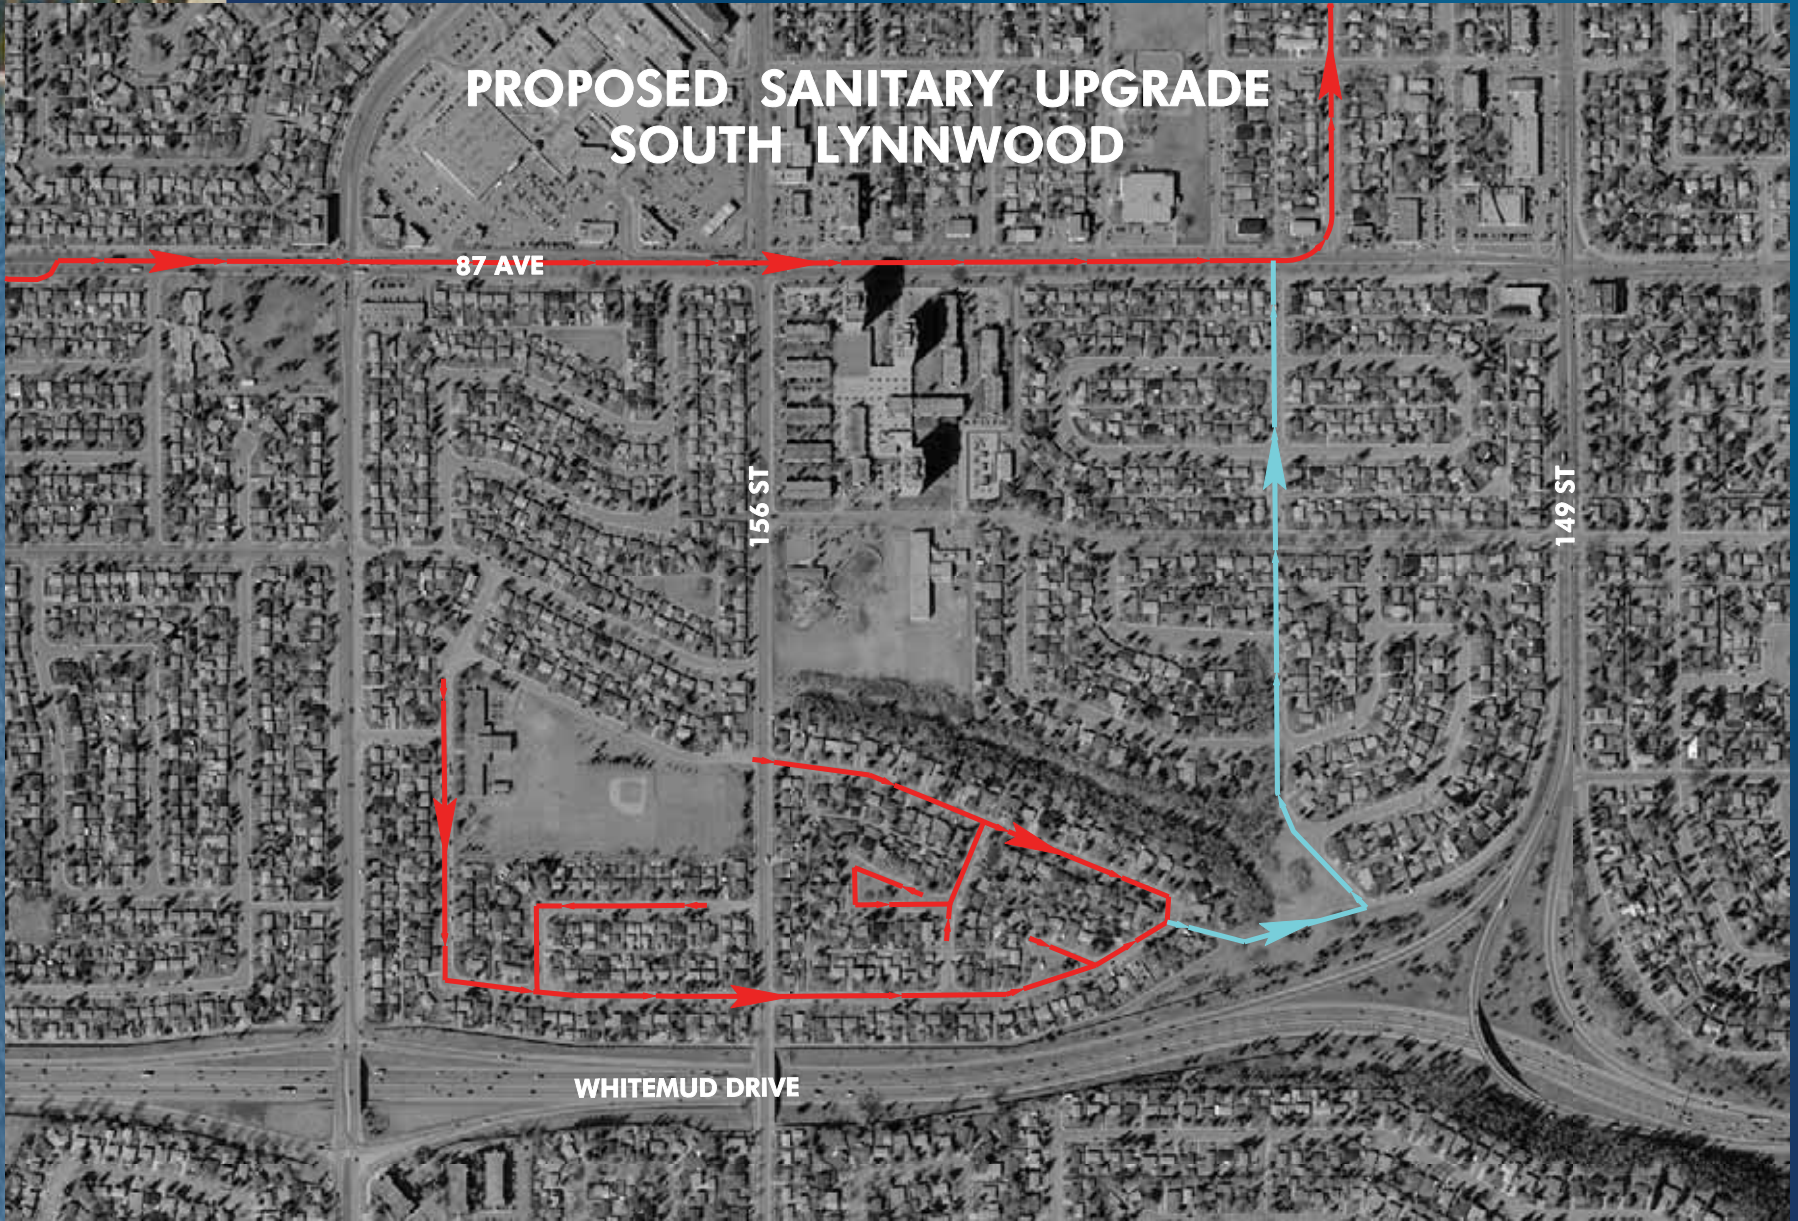 PROPOSED SANITARY UPGRADE
SOUTH LYNNWOOD
87 AVE
156 ST
149 ST
WHITEMUD DRIVE